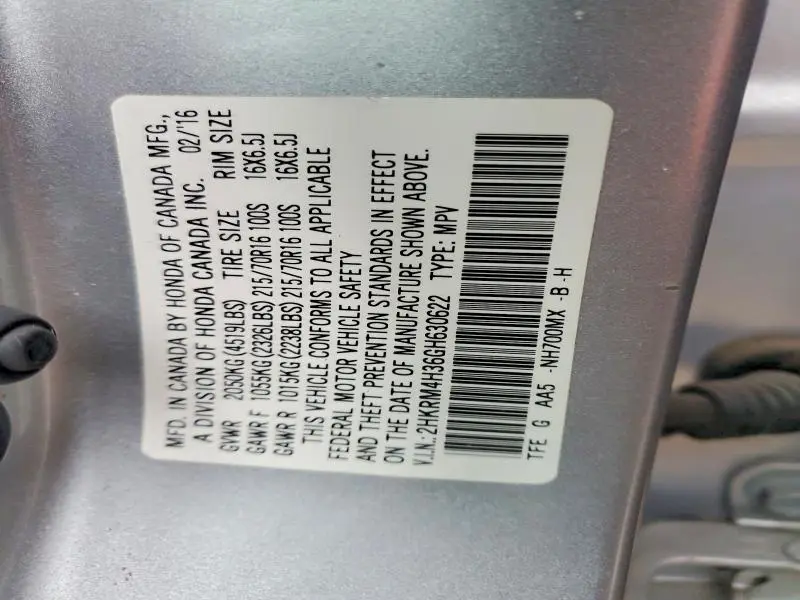 MFD. IN CANADA BY HONDA OF CANADA MFG.,
A DIVISION OF HONDA CANADA INC. 02/'16
GVWR 2050KG (4519LBS) TIRE SIZE RIM SIZE
GAWR F 1055KG (2326LBS) 215/70R16 100S 16X6.5J
GAWR R 1015KG (2238LBS) 215/70R16 100S 16X6.5J
THIS VEHICLE CONFORMS TO ALL APPLICABLE
FEDERAL MOTOR VEHICLE SAFETY
AND THEFT PREVENTION STANDARDS IN EFFECT
ON THE DATE OF MANUFACTURE SHOWN ABOVE.
V.I.N.: 2HKRM4H36GH630622 TYPE: MPV
TFE G AA5 -NH700MX -B -H